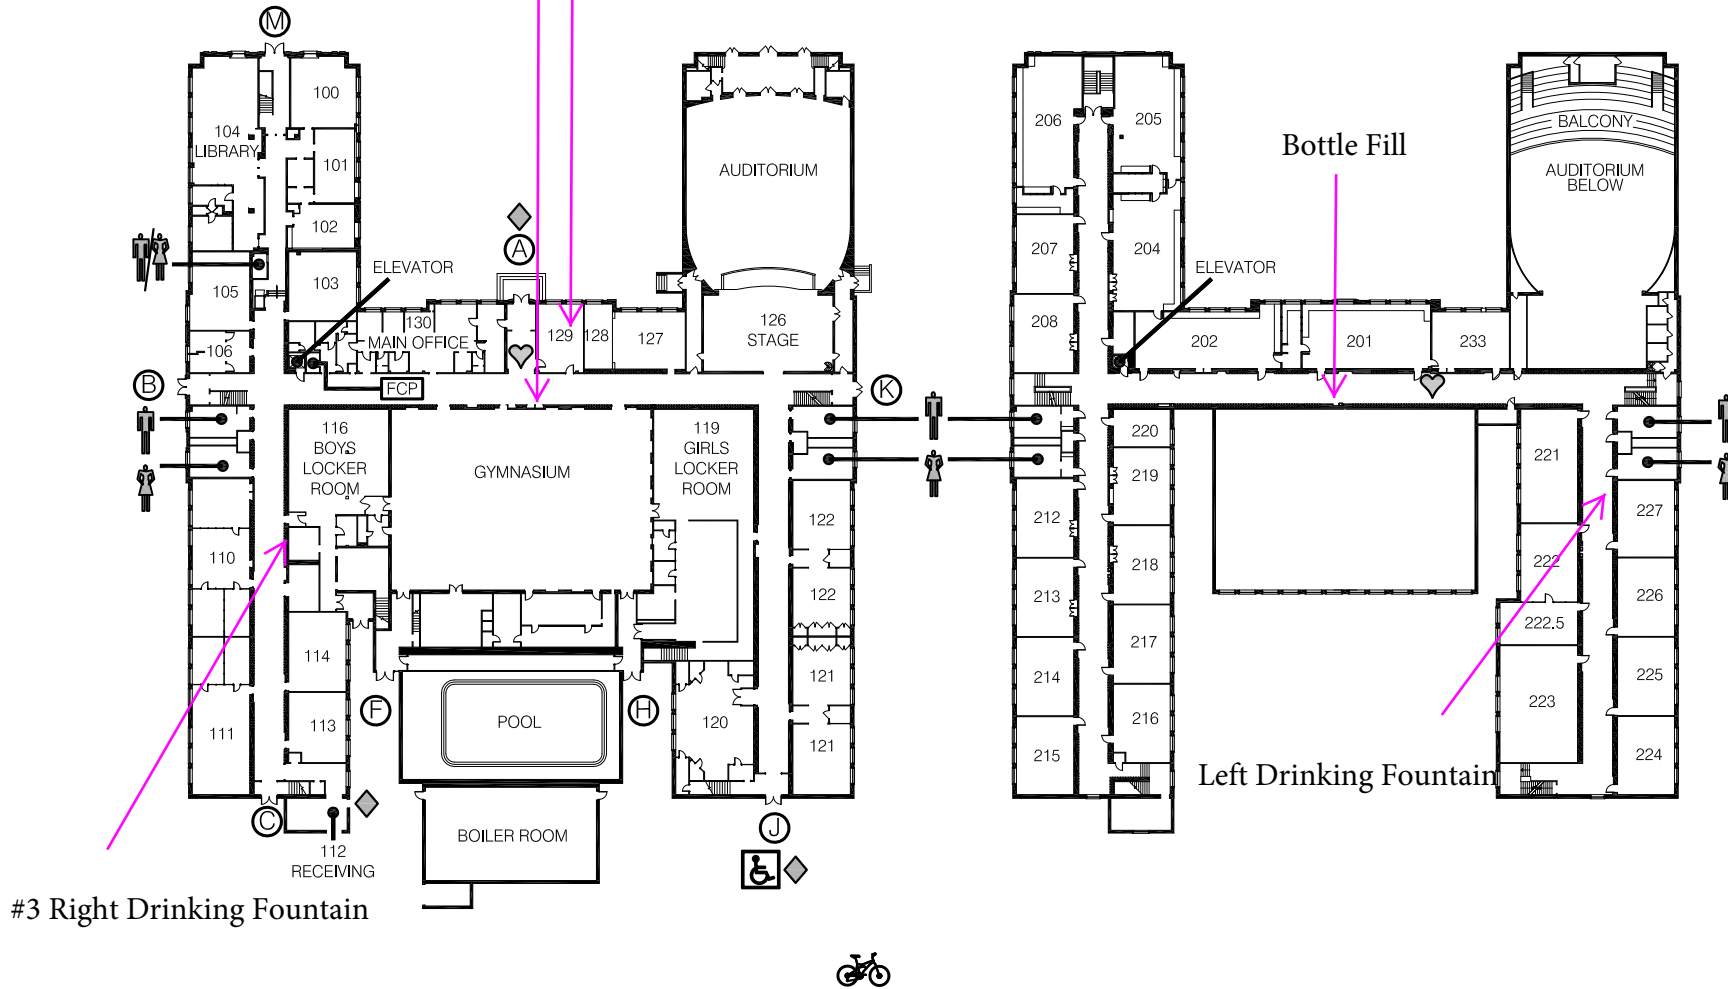 M
100
104
LIBRARY
101
102
103
ELEVATOR
105
106
130
MAIN OFFICE
A
129
128
127
AUDITORIUM
126
STAGE
B
FCP
K
116
BOYS
LOCKER
ROOM
GYMNASIUM
119
GIRLS
LOCKER
ROOM
110
122
122
114
121
111
113
F
POOL
H
120
121
C
112
RECEIVING
BOILER ROOM
J
#3 Right Drinking Fountain
206
205
Bottle Fill
BALCONY
AUDITORIUM
BELOW
207
204
ELEVATOR
208
202
201
233
220
221
219
212
227
218
222
213
226
222.5
217
214
225
223
216
215
224
Left Drinking Fountain